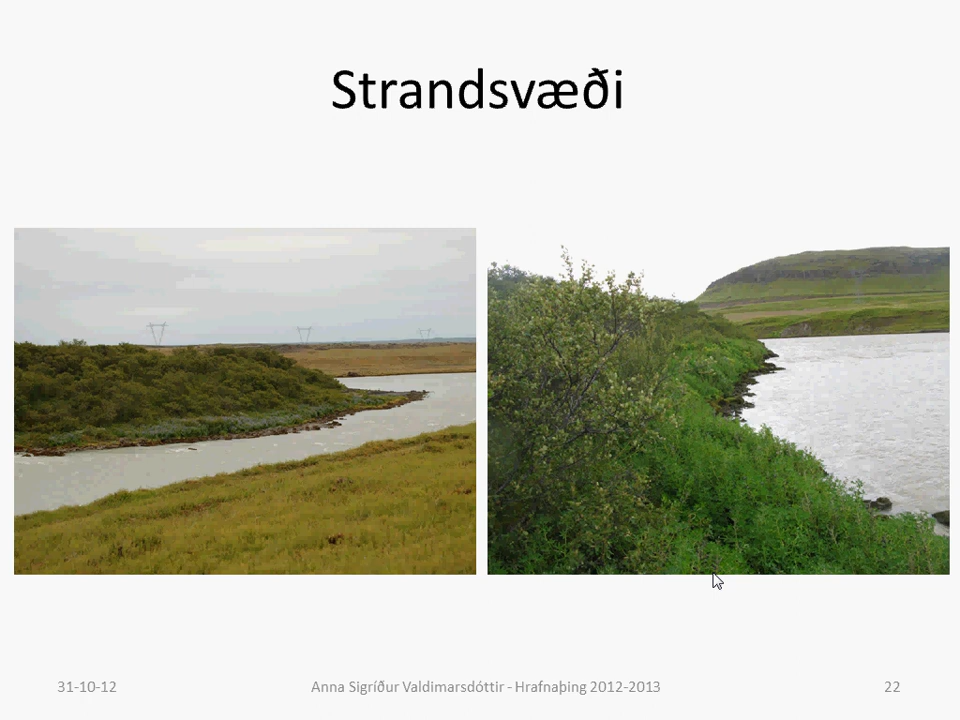 Strandsvæði
31-10-12
Anna Sigríður Valdimarsdóttir - Hrafnaþing 2012-2013
22